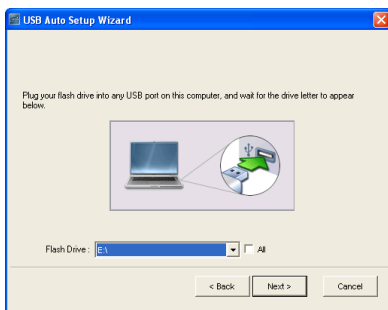 USB Auto Setup Wizard
Plug your flash drive into any USB port on this computer, and wait for the drive letter to appear
below.
Flash Drive : E:\ All
< Back Next > Cancel